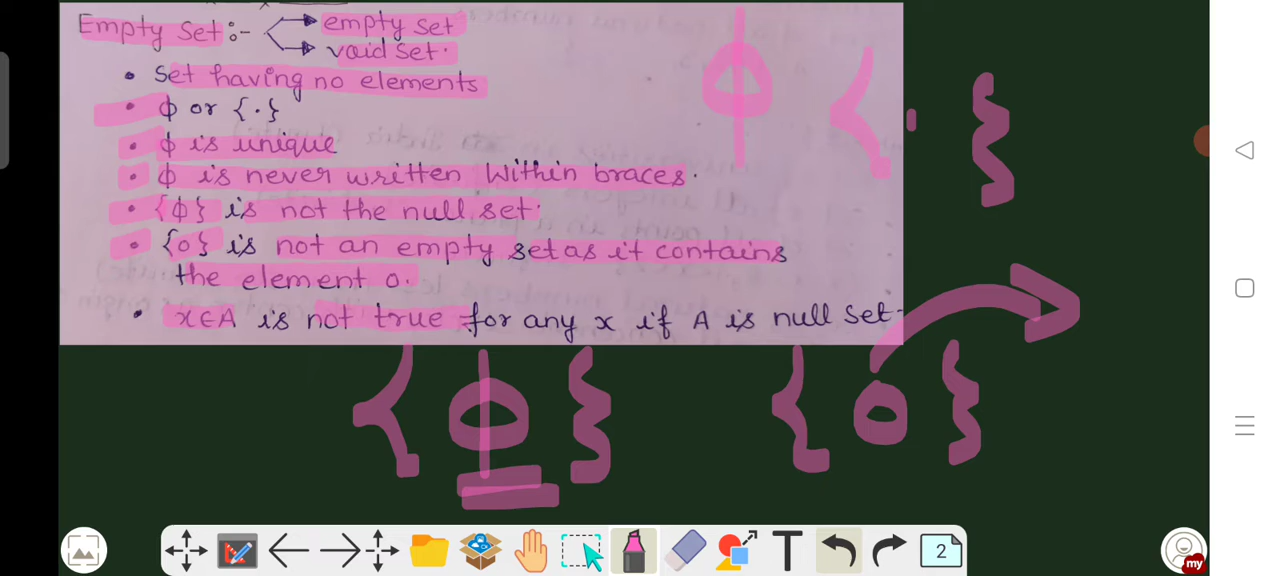 Empty Set :- empty set
void set.
• Set having no elements
• ϕ or {.}
• ϕ is unique
• ϕ is never written within braces.
• {ϕ} is not the null set.
• {0} is not an empty set as it contains
the element 0.
• x∈A is not true for any x if A is null set.
ϕ { . }
{ ϕ } { 0 }
T
2
my